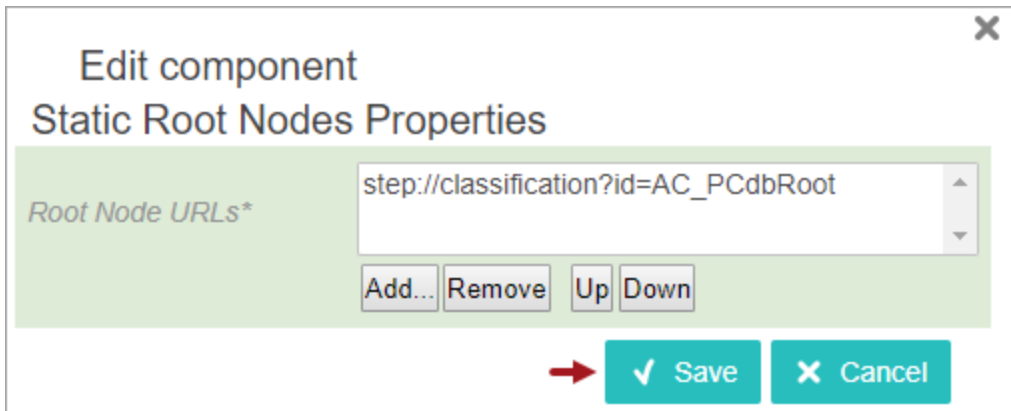 Edit component
Static Root Nodes Properties
Root Node URLs*
step://classification?id=AC_PCdbRoot
Add... Remove Up Down
Save Cancel